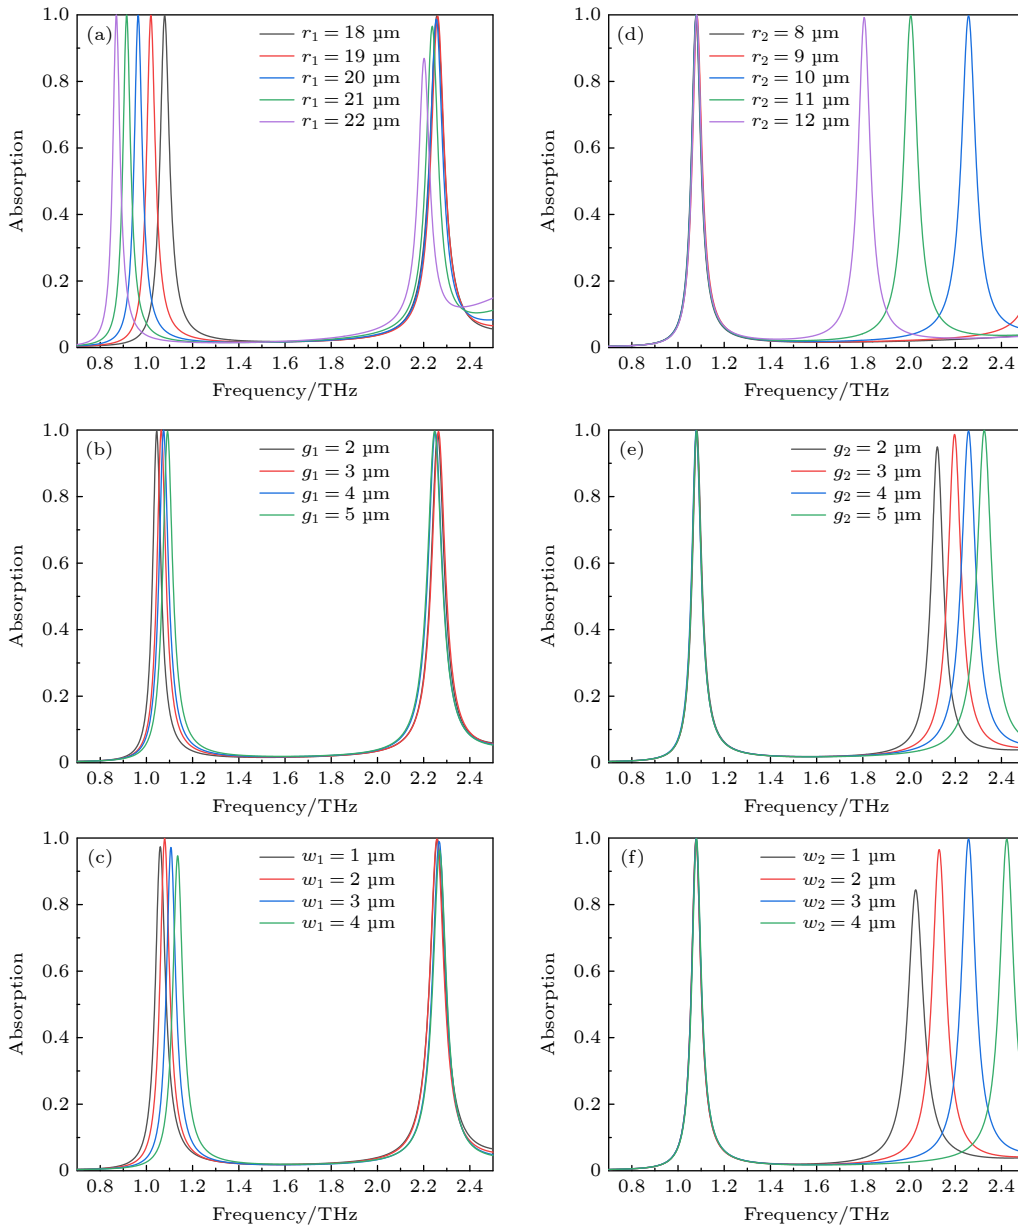 (a)
r₁ = 18 µm
r₁ = 19 µm
r₁ = 20 µm
r₁ = 21 µm
r₁ = 22 µm
1.0
0.8
0.6
0.4
0.2
0
Absorption
0.8 1.0 1.2 1.4 1.6 1.8 2.0 2.2 2.4
Frequency/THz
(d)
r₂ = 8 µm
r₂ = 9 µm
r₂ = 10 µm
r₂ = 11 µm
r₂ = 12 µm
1.0
0.8
0.6
0.4
0.2
0
Absorption
0.8 1.0 1.2 1.4 1.6 1.8 2.0 2.2 2.4
Frequency/THz
(b)
g₁ = 2 µm
g₁ = 3 µm
g₁ = 4 µm
g₁ = 5 µm
1.0
0.8
0.6
0.4
0.2
0
Absorption
0.8 1.0 1.2 1.4 1.6 1.8 2.0 2.2 2.4
Frequency/THz
(e)
g₂ = 2 µm
g₂ = 3 µm
g₂ = 4 µm
g₂ = 5 µm
1.0
0.8
0.6
0.4
0.2
0
Absorption
0.8 1.0 1.2 1.4 1.6 1.8 2.0 2.2 2.4
Frequency/THz
(c)
w₁ = 1 µm
w₁ = 2 µm
w₁ = 3 µm
w₁ = 4 µm
1.0
0.8
0.6
0.4
0.2
0
Absorption
0.8 1.0 1.2 1.4 1.6 1.8 2.0 2.2 2.4
Frequency/THz
(f)
w₂ = 1 µm
w₂ = 2 µm
w₂ = 3 µm
w₂ = 4 µm
1.0
0.8
0.6
0.4
0.2
0
Absorption
0.8 1.0 1.2 1.4 1.6 1.8 2.0 2.2 2.4
Frequency/THz